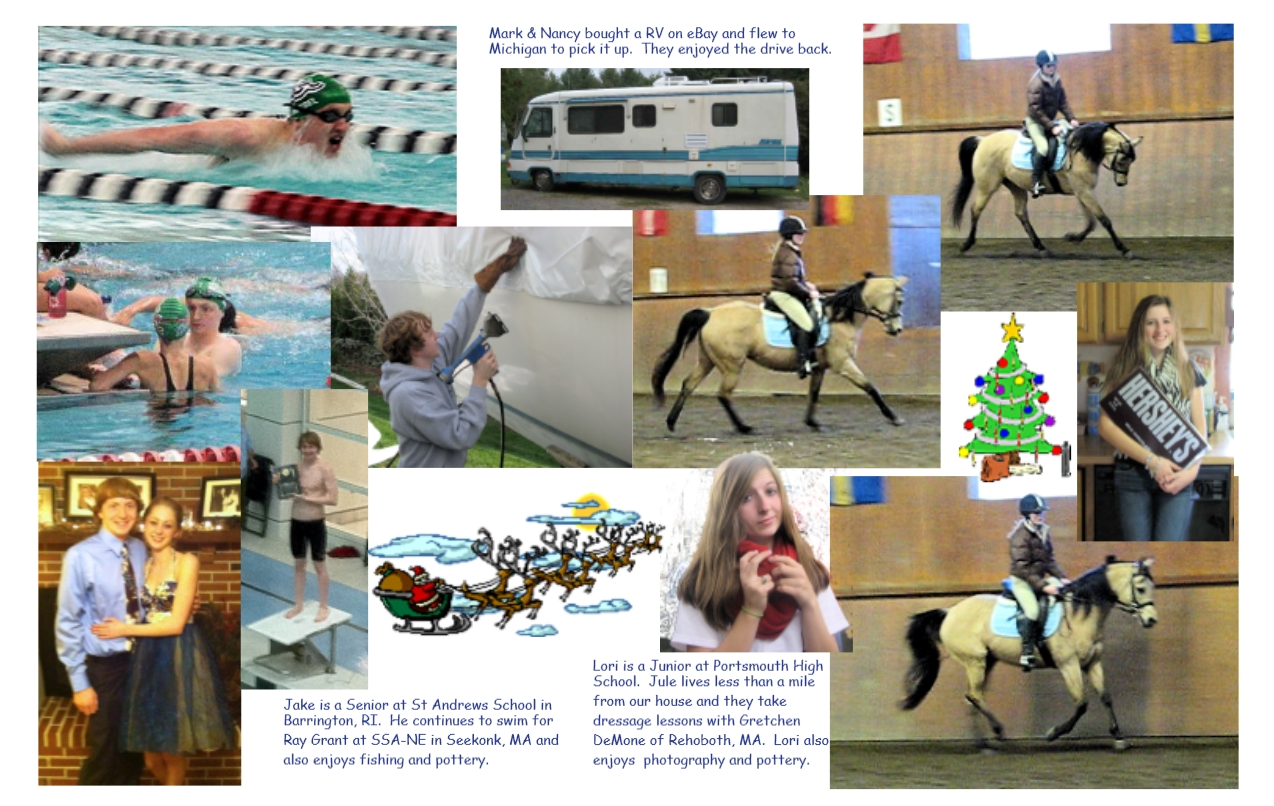 Mark & Nancy bought a RV on eBay and flew to
Michigan to pick it up. They enjoyed the drive back.
S
HERSHEY'S
Jake is a Senior at St Andrews School in
Barrington, RI. He continues to swim for
Ray Grant at SSA-NE in Seekonk, MA and
also enjoys fishing and pottery.
Lori is a Junior at Portsmouth High
School. Jule lives less than a mile
from our house and they take
dressage lessons with Gretchen
DeMone of Rehoboth, MA. Lori also
enjoys photography and pottery.